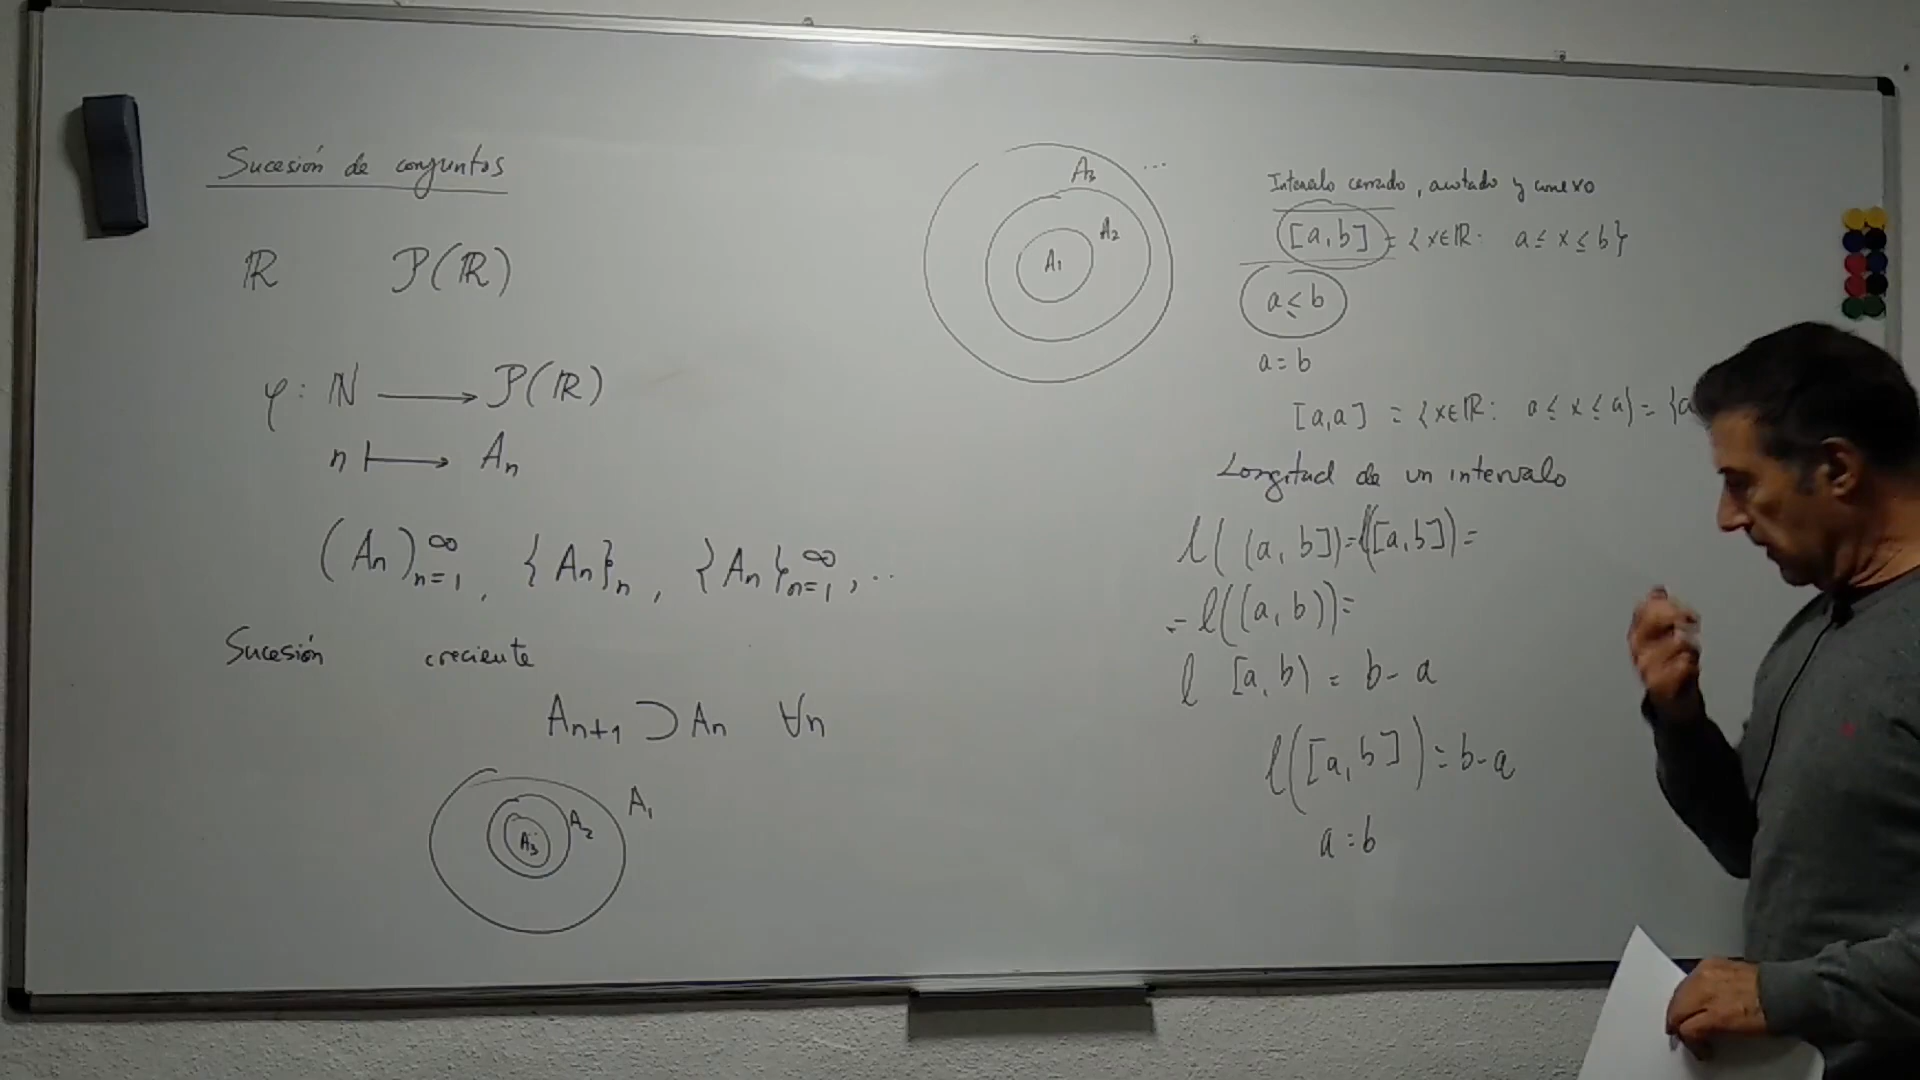 Sucesión de conjuntos
ℝ 𝒫(ℝ)
φ: ℕ ⟶ 𝒫(ℝ)
n ⟼ Aₙ
(Aₙ)ₙ₌₁^∞, {Aₙ}ₙ, {Aₙ}ₙ₌₁^∞, ..
Sucesión creciente
Aₙ₊₁ ⊃ Aₙ ∀n
A₁
A₂
A₃
A₃ ...
A₂
A₁
Intervalo cerrado, acotado y conexo
[a, b] = {x∈ℝ: a ≤ x ≤ b}
a ≤ b
a = b
[a,a] = {x∈ℝ: a ≤ x ≤ a} = {a
Longitud de un intervalo
l((a, b]) = l([a,b]) =
= l((a, b)) =
l [a, b) = b - a
l([a, b]) = b - a
a = b